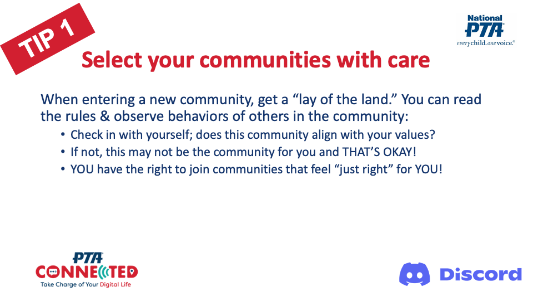 TIP 1
National
PTA
every child. one voice.
Select your communities with care
When entering a new community, get a “lay of the land.” You can read
the rules & observe behaviors of others in the community:
• Check in with yourself; does this community align with your values?
• If not, this may not be the community for you and THAT’S OKAY!
• YOU have the right to join communities that feel “just right” for YOU!
PTA
CONNECTED
Take Charge of Your Digital Life
Discord